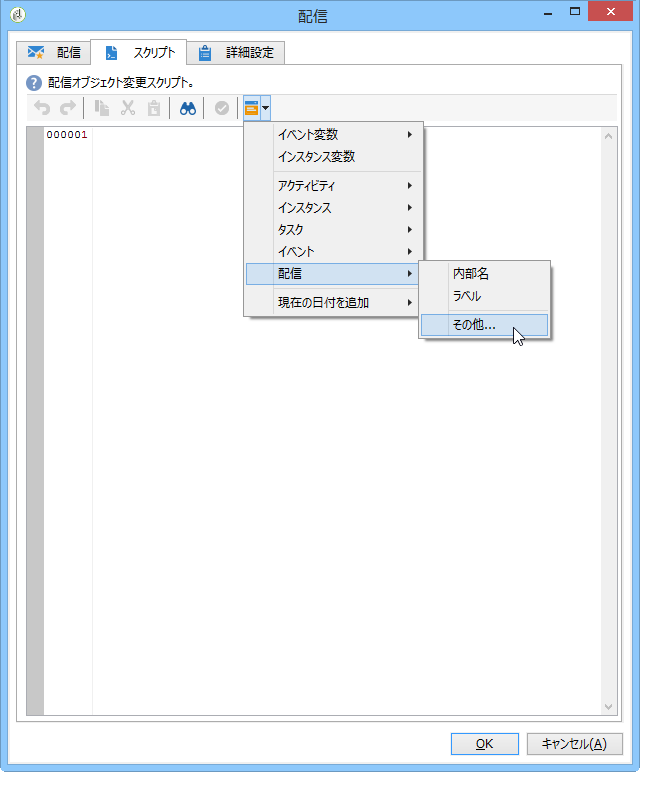 配信
配信
スクリプト
詳細設定
配信オブジェクト変更スクリプト。
000001
イベント変数
インスタンス変数
アクティビティ
インスタンス
タスク
イベント
配信
現在の日付を追加
内部名
ラベル
その他...
OK
キャンセル(A)